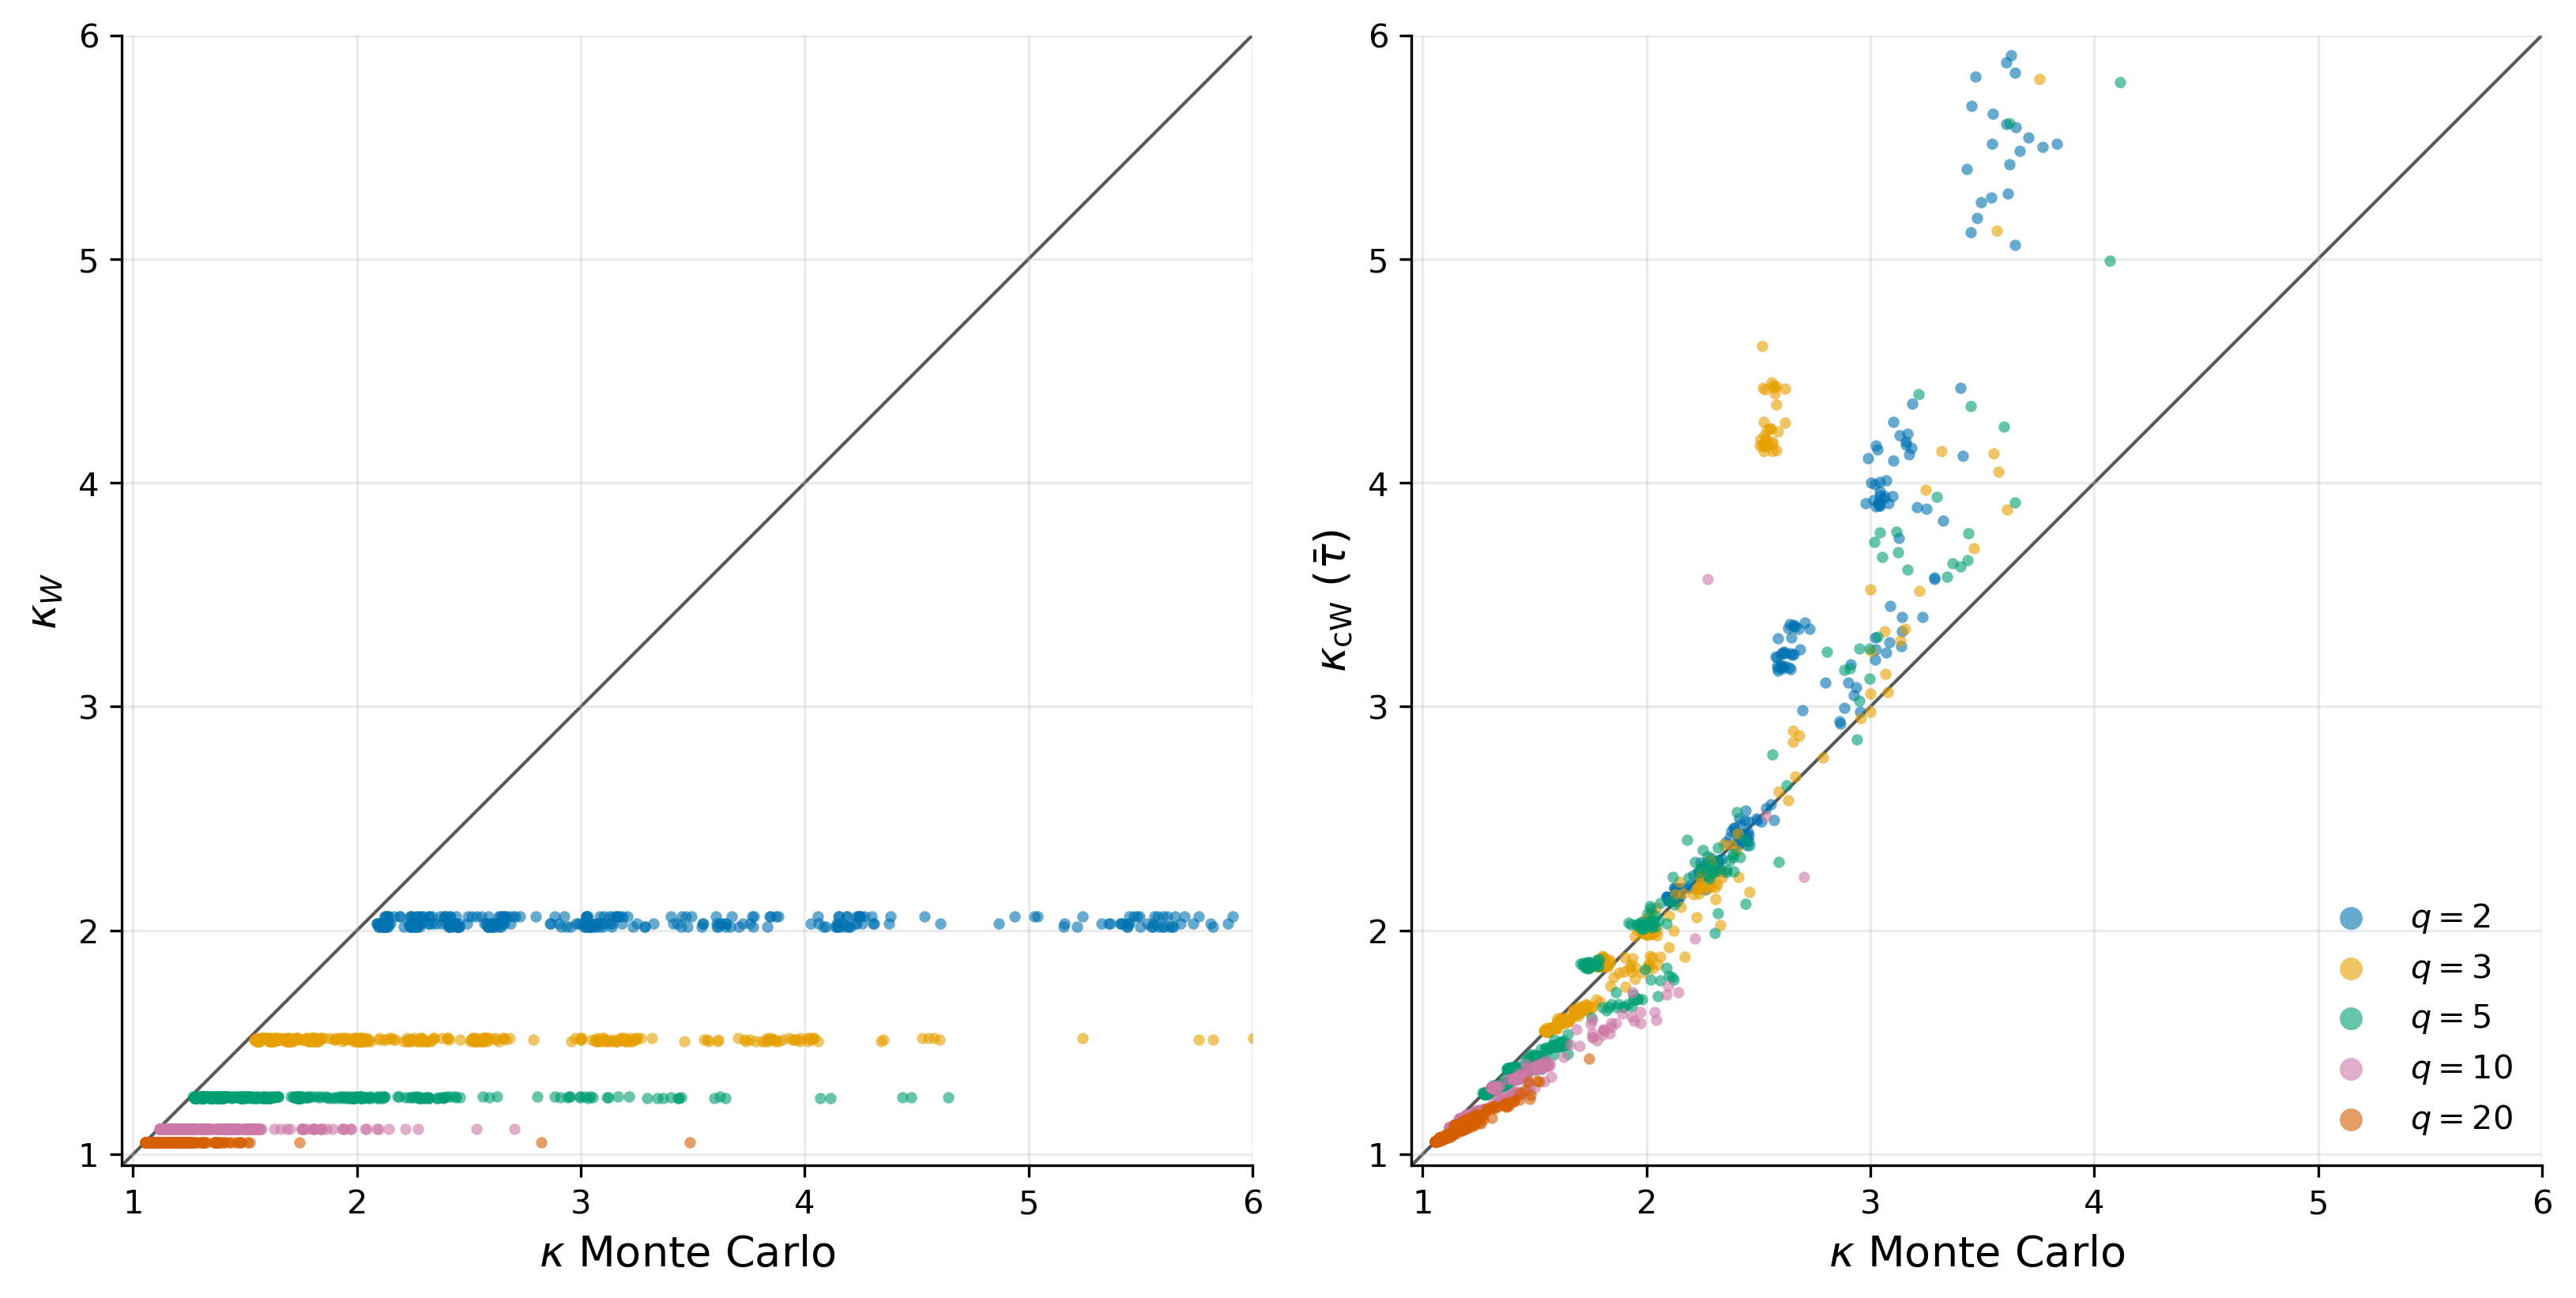 6
5
4
3
2
1
κ_W
1 2 3 4 5 6
κ Monte Carlo
6
5
4
3
2
1
κ_cW (τ̄)
q = 2
q = 3
q = 5
q = 10
q = 20
1 2 3 4 5 6
κ Monte Carlo